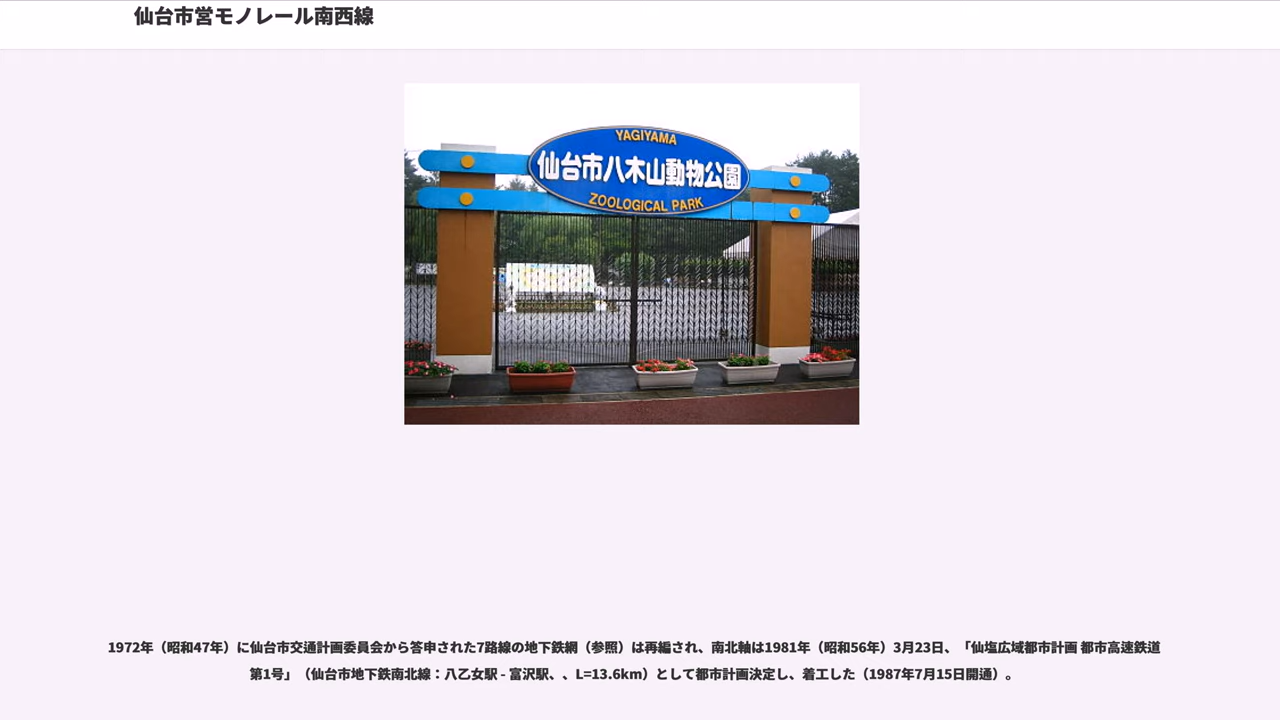 仙台市営モノレール南西線
YAGIYAMA
仙台市八木山動物公園
ZOOLOGICAL PARK
1972年（昭和47年）に仙台市交通計画委員会から答申された7路線の地下鉄網（参照）は再編され、南北軸は1981年（昭和56年）3月23日、「仙塩広域都市計画 都市高速鉄道
第1号」（仙台市地下鉄南北線：八乙女駅 - 富沢駅、、L=13.6km）として都市計画決定し、着工した（1987年7月15日開通）。